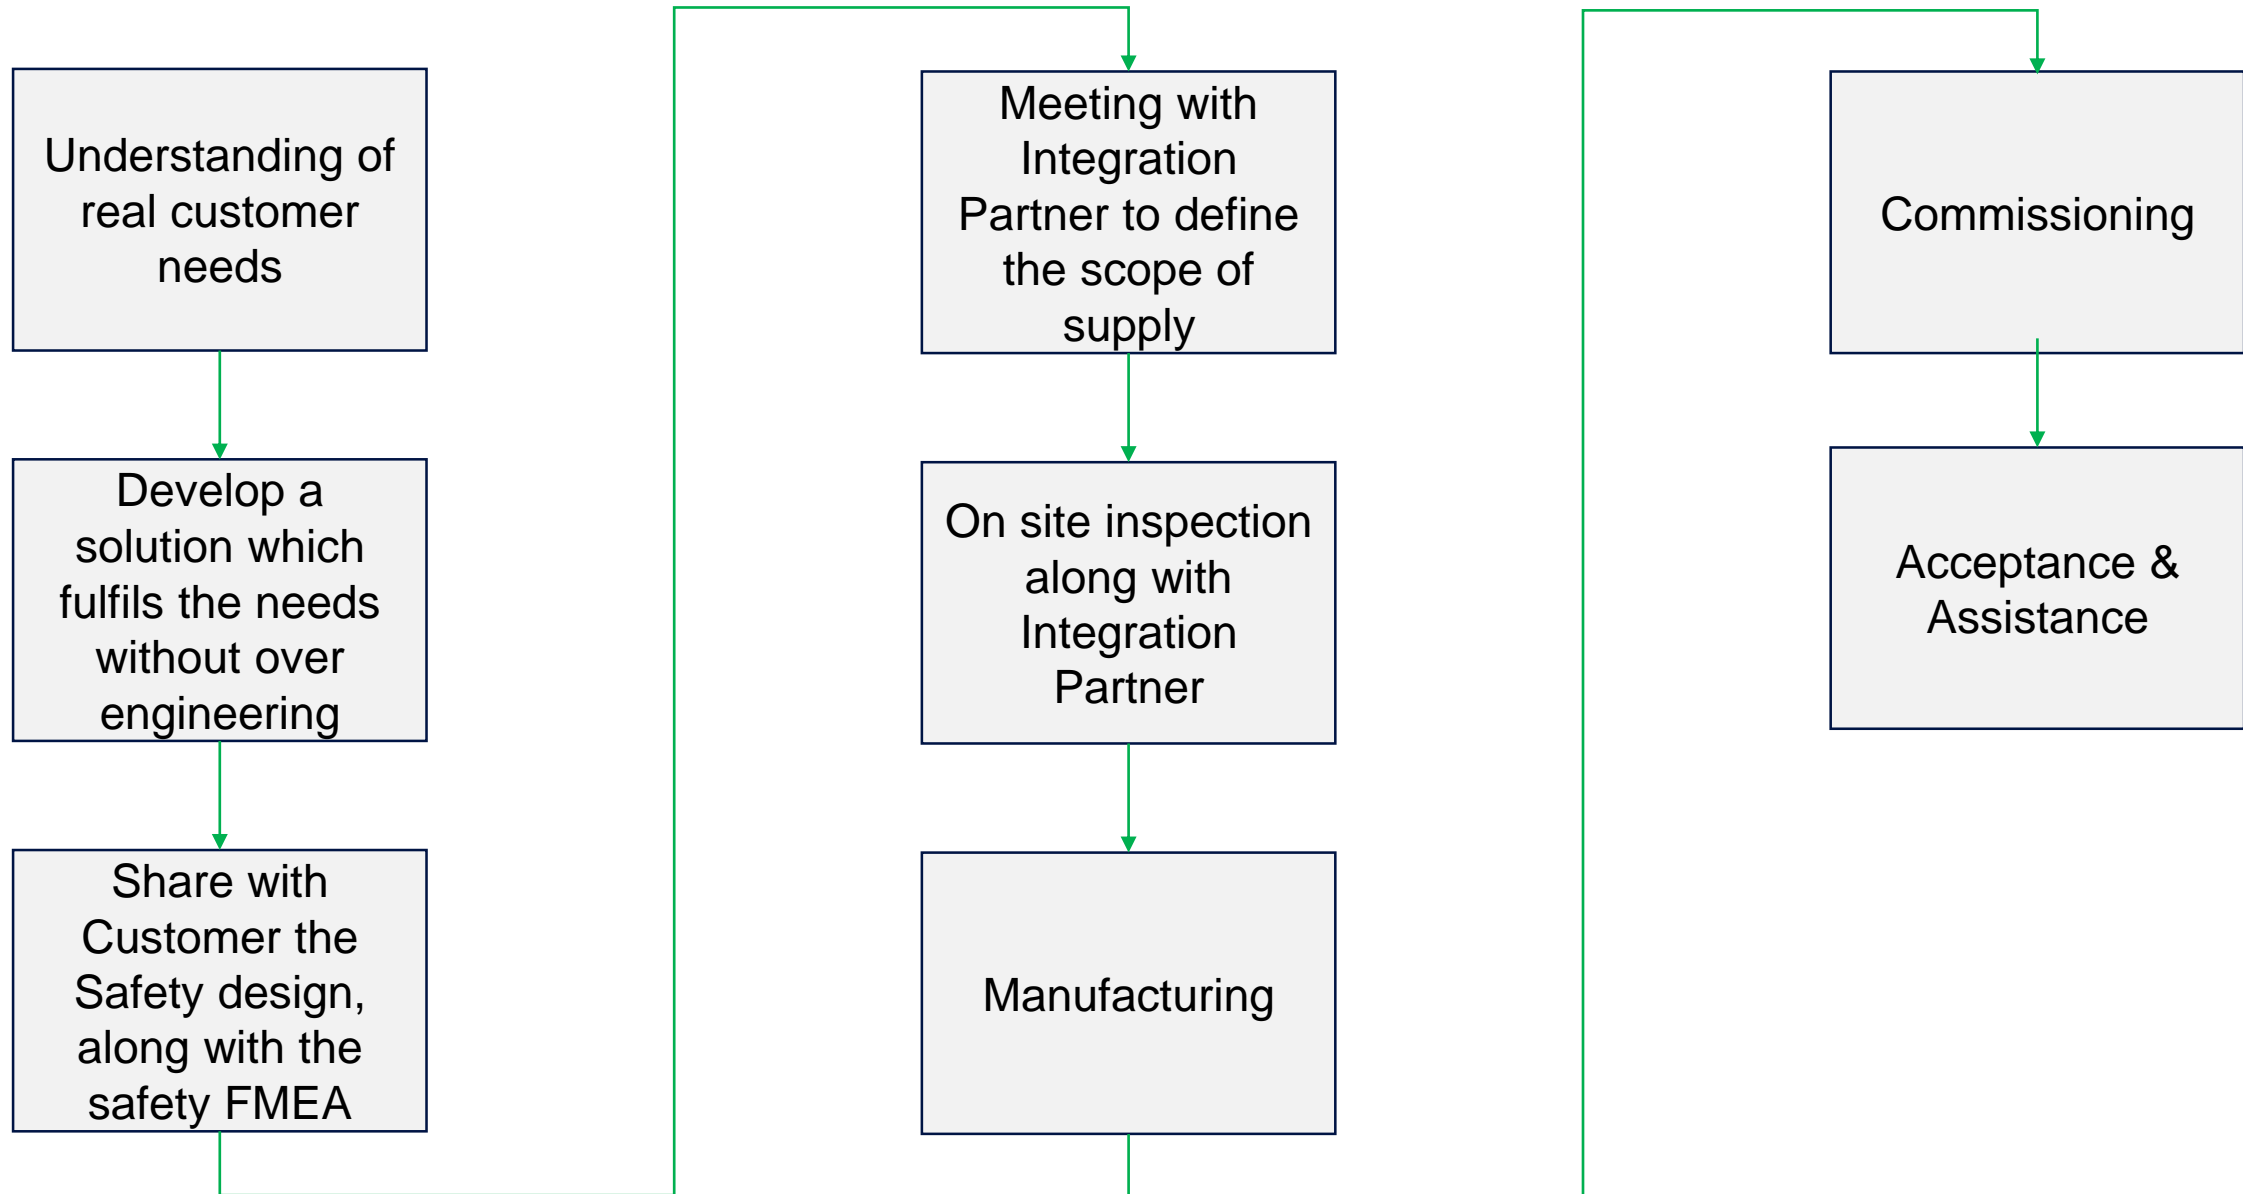 Understanding of
real customer
needs
Develop a
solution which
fulfils the needs
without over
engineering
Share with
Customer the
Safety design,
along with the
safety FMEA
Meeting with
Integration
Partner to define
the scope of
supply
On site inspection
along with
Integration
Partner
Manufacturing
Commissioning
Acceptance &
Assistance